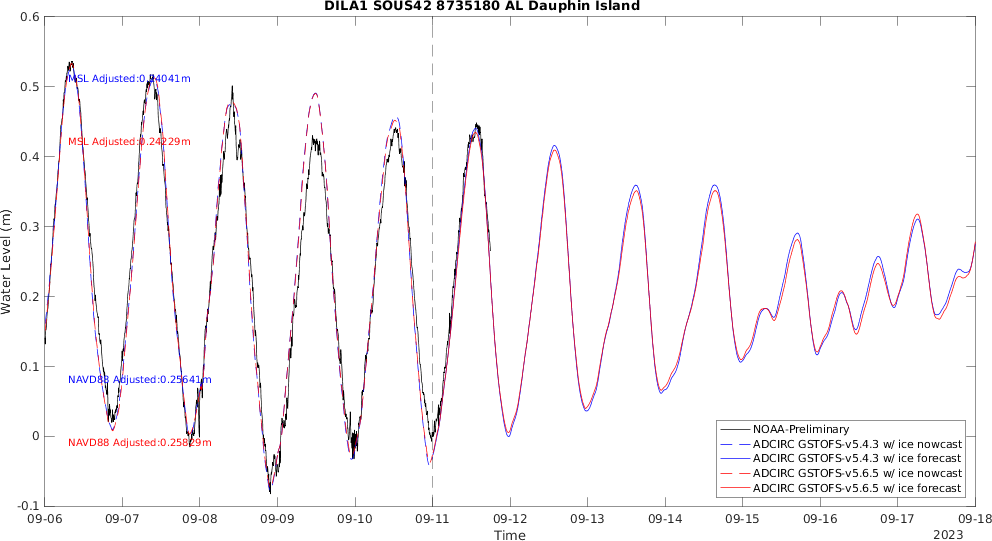 DILA1 SOUS42 8735180 AL Dauphin Island
Water Level (m)
0.6
0.5
0.4
0.3
0.2
0.1
0
-0.1
MSL Adjusted:0.24041m
MSL Adjusted:0.24229m
NAVD88 Adjusted:0.25641m
NAVD88 Adjusted:0.25829m
NOAA-Preliminary
ADCIRC GSTOFS-v5.4.3 w/ ice nowcast
ADCIRC GSTOFS-v5.4.3 w/ ice forecast
ADCIRC GSTOFS-v5.6.5 w/ ice nowcast
ADCIRC GSTOFS-v5.6.5 w/ ice forecast
09-06 09-07 09-08 09-09 09-10 09-11 09-12 09-13 09-14 09-15 09-16 09-17 09-18
Time
2023